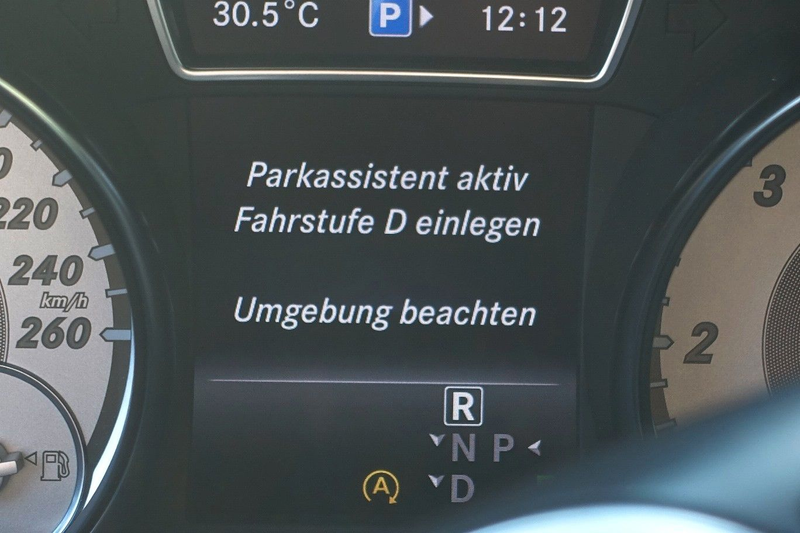 30.5°C P 12:12
Parkassistent aktiv
Fahrstufe D einlegen
Umgebung beachten
220
240
km/h
260
3
2
R
N P
A D